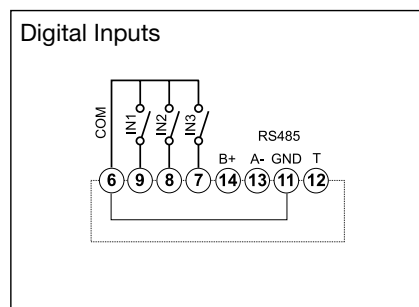 Digital Inputs
COM
IN1
IN2
IN3
RS485
B+ A- GND T
6 9 8 7 14 13 11 12